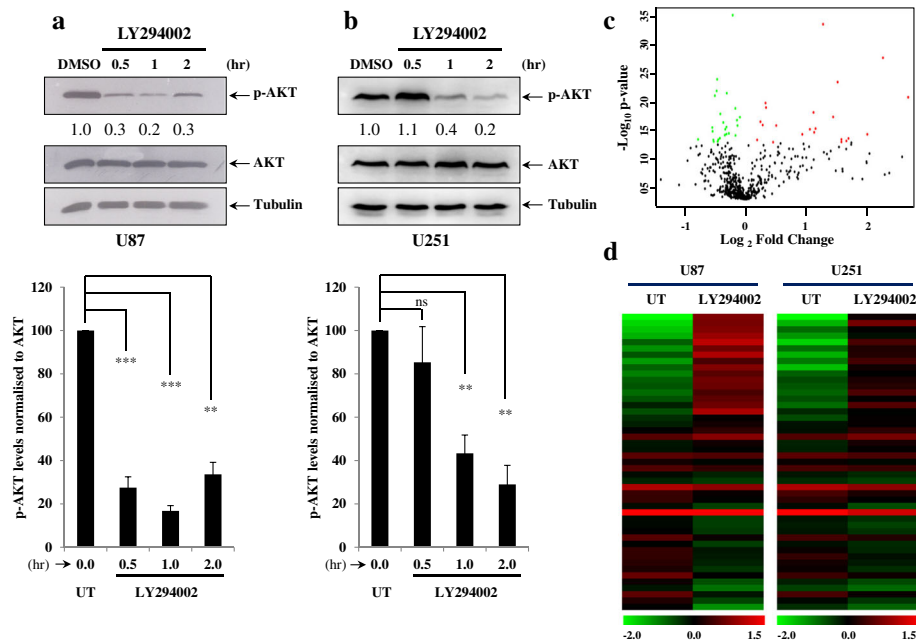 a
LY294002
DMSO 0.5 1 2 (hr)
p-AKT
1.0 0.3 0.2 0.3
AKT
Tubulin
U87
120
100
80
60
40
20
0
p-AKT levels normalised to AKT
***
***
**
(hr) 0.0 0.5 1.0 2.0
UT LY294002
b
LY294002
DMSO 0.5 1 2 (hr)
p-AKT
1.0 1.1 0.4 0.2
AKT
Tubulin
U251
120
100
80
60
40
20
0
p-AKT levels normalised to AKT
ns
**
**
(hr) 0.0 0.5 1.0 2.0
UT LY294002
c
35
30
25
20
15
10
05
-Log10 p-value
-1 0 1 2
Log 2 Fold Change
d
U87 U251
UT LY294002 UT LY294002
-2.0 0.0 1.5 -2.0 0.0 1.5